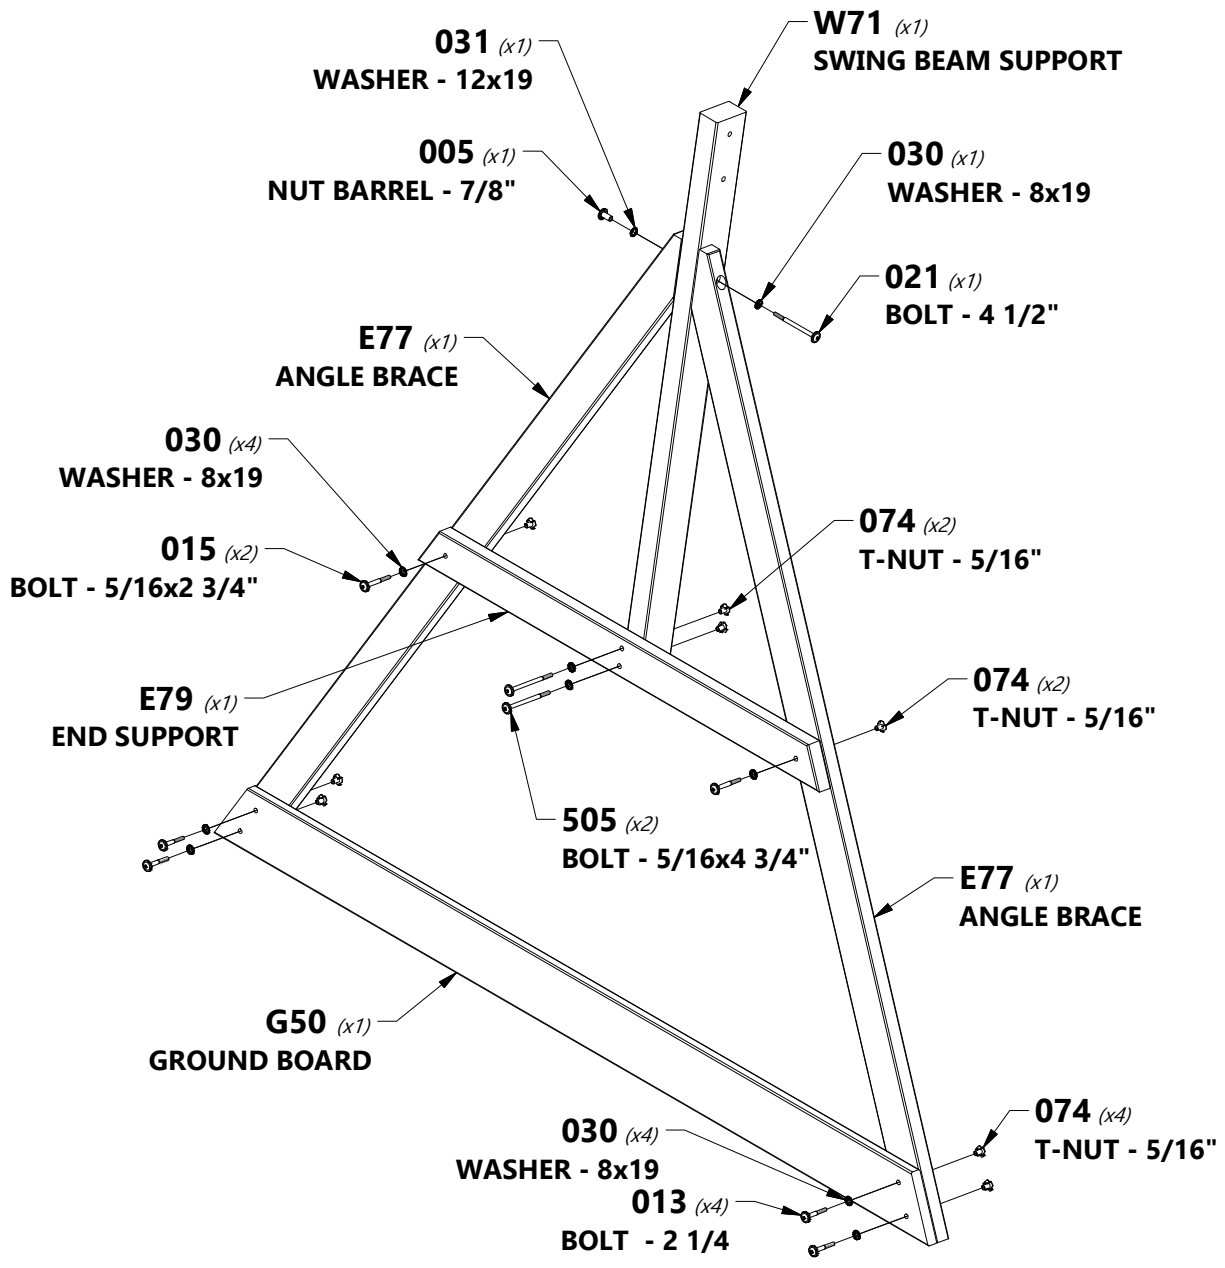 W71 (x1)
SWING BEAM SUPPORT
031 (x1)
WASHER - 12x19
005 (x1)
NUT BARREL - 7/8"
030 (x1)
WASHER - 8x19
021 (x1)
BOLT - 4 1/2"
E77 (x1)
ANGLE BRACE
030 (x4)
WASHER - 8x19
015 (x2)
BOLT - 5/16x2 3/4"
074 (x2)
T-NUT - 5/16"
E79 (x1)
END SUPPORT
074 (x2)
T-NUT - 5/16"
505 (x2)
BOLT - 5/16x4 3/4"
E77 (x1)
ANGLE BRACE
G50 (x1)
GROUND BOARD
074 (x4)
T-NUT - 5/16"
030 (x4)
WASHER - 8x19
013 (x4)
BOLT - 2 1/4